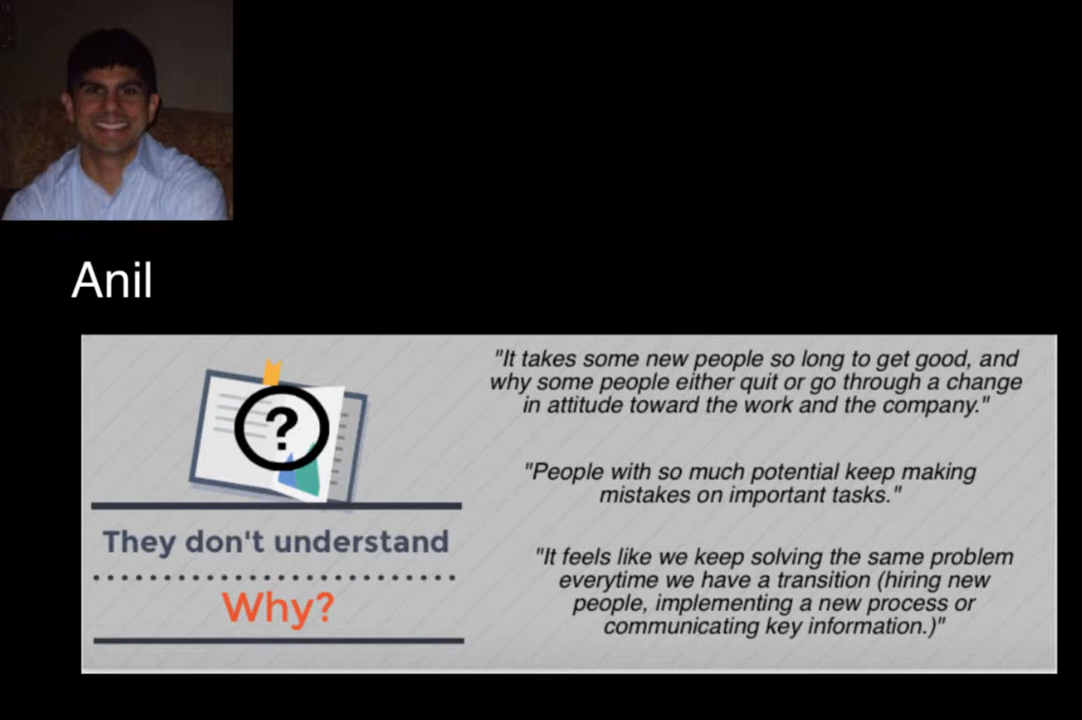 Anil
?
They don't understand
Why?
"It takes some new people so long to get good, and
why some people either quit or go through a change
in attitude toward the work and the company."
"People with so much potential keep making
mistakes on important tasks."
"It feels like we keep solving the same problem
everytime we have a transition (hiring new
people, implementing a new process or
communicating key information.)"